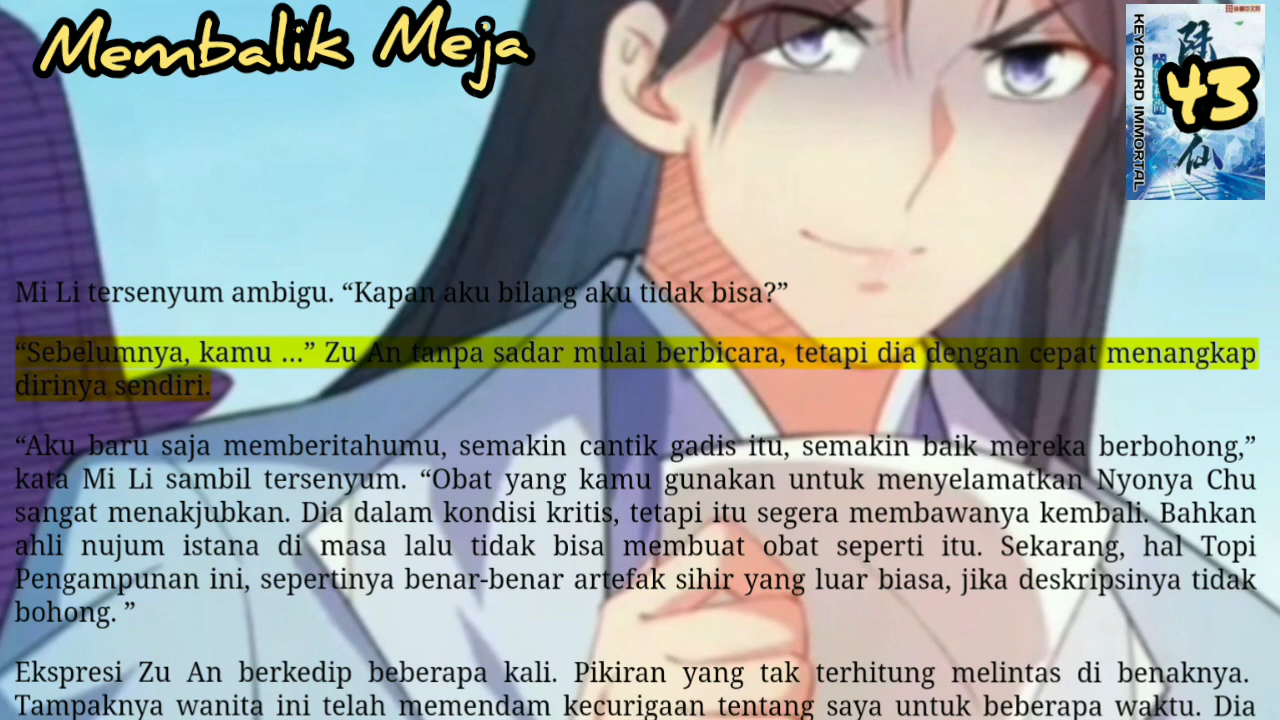 Membalik Meja
KEYBOARD IMMORTAL
43
Mi Li tersenyum ambigu. “Kapan aku bilang aku tidak bisa?”
“Sebelumnya, kamu ...” Zu An tanpa sadar mulai berbicara, tetapi dia dengan cepat menangkap
dirinya sendiri.
“Aku baru saja memberitahumu, semakin cantik gadis itu, semakin baik mereka berbohong,”
kata Mi Li sambil tersenyum. “Obat yang kamu gunakan untuk menyelamatkan Nyonya Chu
sangat menakjubkan. Dia dalam kondisi kritis, tetapi itu segera membawanya kembali. Bahkan
ahli nujum istana di masa lalu tidak bisa membuat obat seperti itu. Sekarang, hal Topi
Pengampunan ini, sepertinya benar-benar artefak sihir yang luar biasa, jika deskripsinya tidak
bohong. ”
Ekspresi Zu An berkedip beberapa kali. Pikiran yang tak terhitung melintas di benaknya.
Tampaknya wanita ini telah memendam kecurigaan tentang saya untuk beberapa waktu. Dia